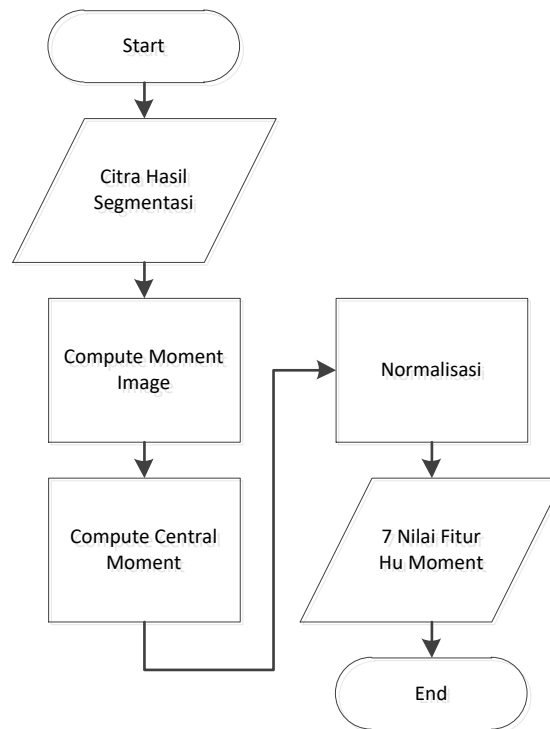 Start
Citra Hasil
Segmentasi
Compute Moment
Image
Compute Central
Moment
Normalisasi
7 Nilai Fitur
Hu Moment
End